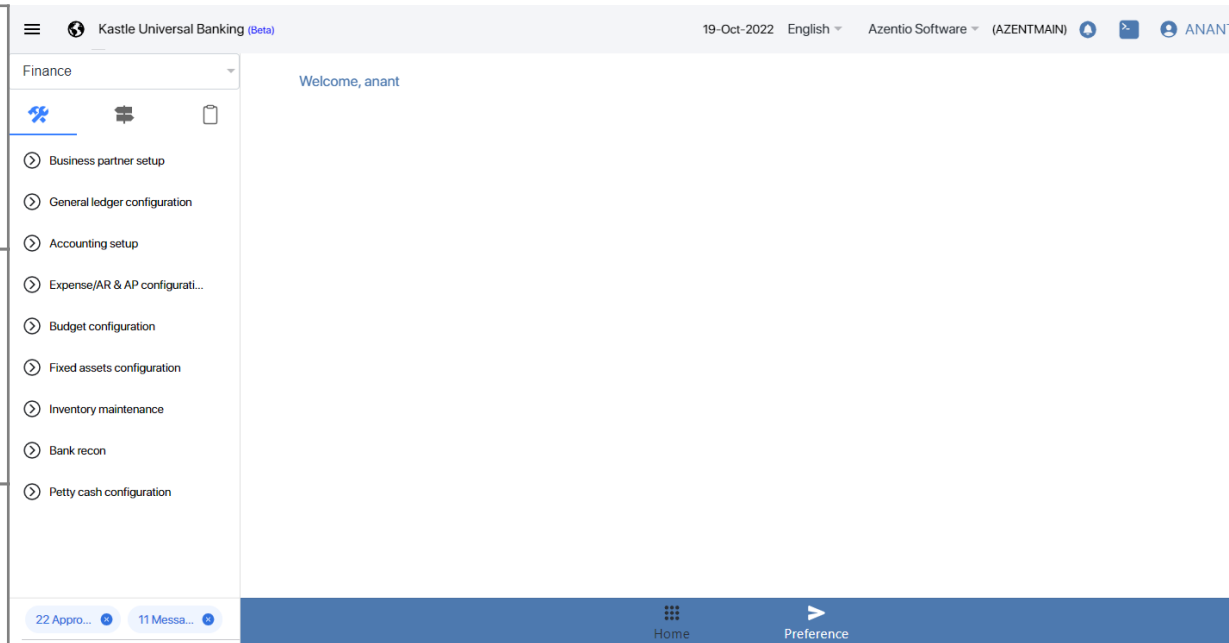 Kastle Universal Banking (Beta)
19-Oct-2022 English Azentio Software (AZENTMAIN) ANANT
Finance
Welcome, anant
Business partner setup
General ledger configuration
Accounting setup
Expense/AR & AP configurati...
Budget configuration
Fixed assets configuration
Inventory maintenance
Bank recon
Petty cash configuration
22 Appro... 11 Messa...
Home Preference